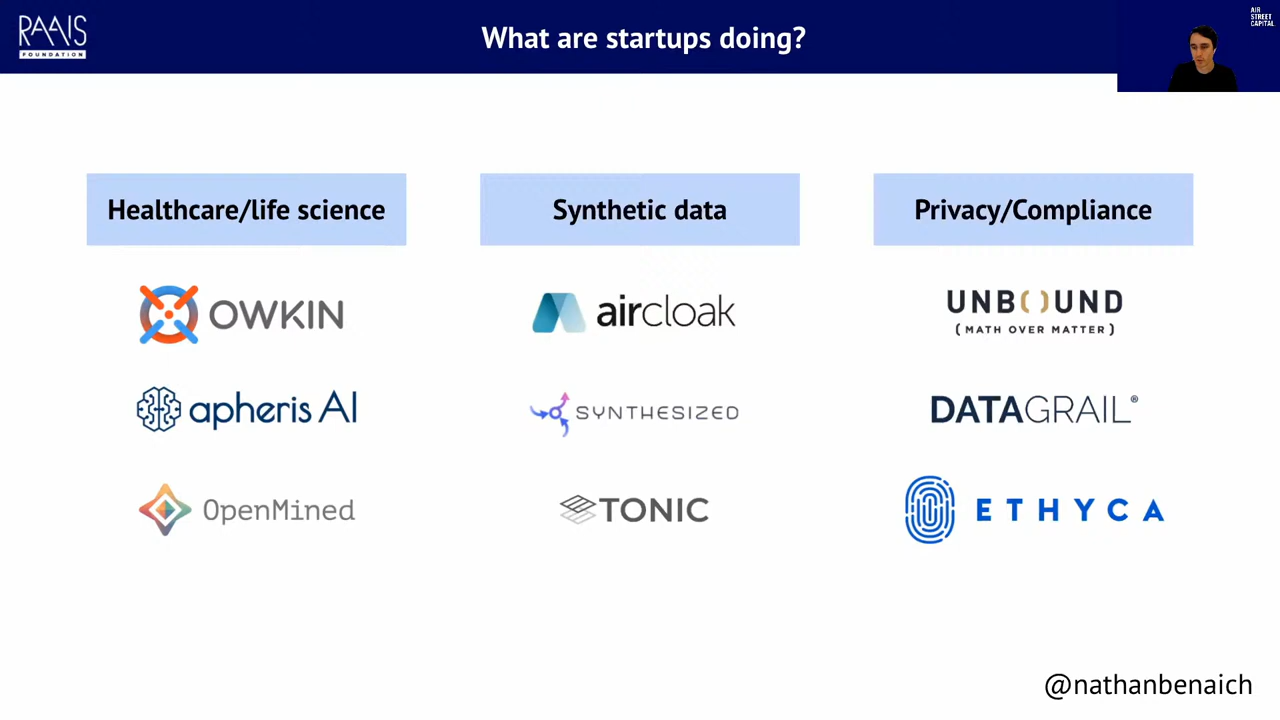 RAAIS
FOUNDATION
What are startups doing?
AIR
STREET
CAPITAL
Healthcare/life science
Synthetic data
Privacy/Compliance
OWKIN
aircloak
UNBOUND
(MATH OVER MATTER)
apheris AI
SYNTHESIZED
DATAGRAIL®
OpenMined
TONIC
ETHYCA
@nathanbenaich